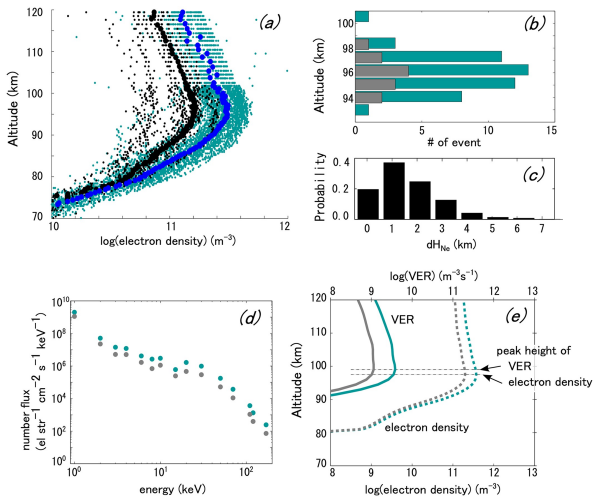 (a)
Altitude (km)
120
110
100
90
80
70
10
11
12
log(electron density) (m⁻³)
(b)
Altitude (km)
100
98
96
94
0
5
10
15
# of event
(c)
Probability
0.4
0.2
0.0
0 1 2 3 4 5 6 7
dH_Ne (km)
(d)
number flux
(el str⁻¹ cm⁻² s⁻¹ keV⁻¹)
10¹⁰
10⁸
10⁶
10⁴
10²
10⁰
10⁰
10¹
10²
energy (keV)
log(VER) (m⁻³s⁻¹)
8 9 10 11 12 13
(e)
Altitude (km)
120
110
100
90
80
70
VER
peak height of
VER
electron density
electron density
8 9 10 11 12 13
log(electron density) (m⁻³)